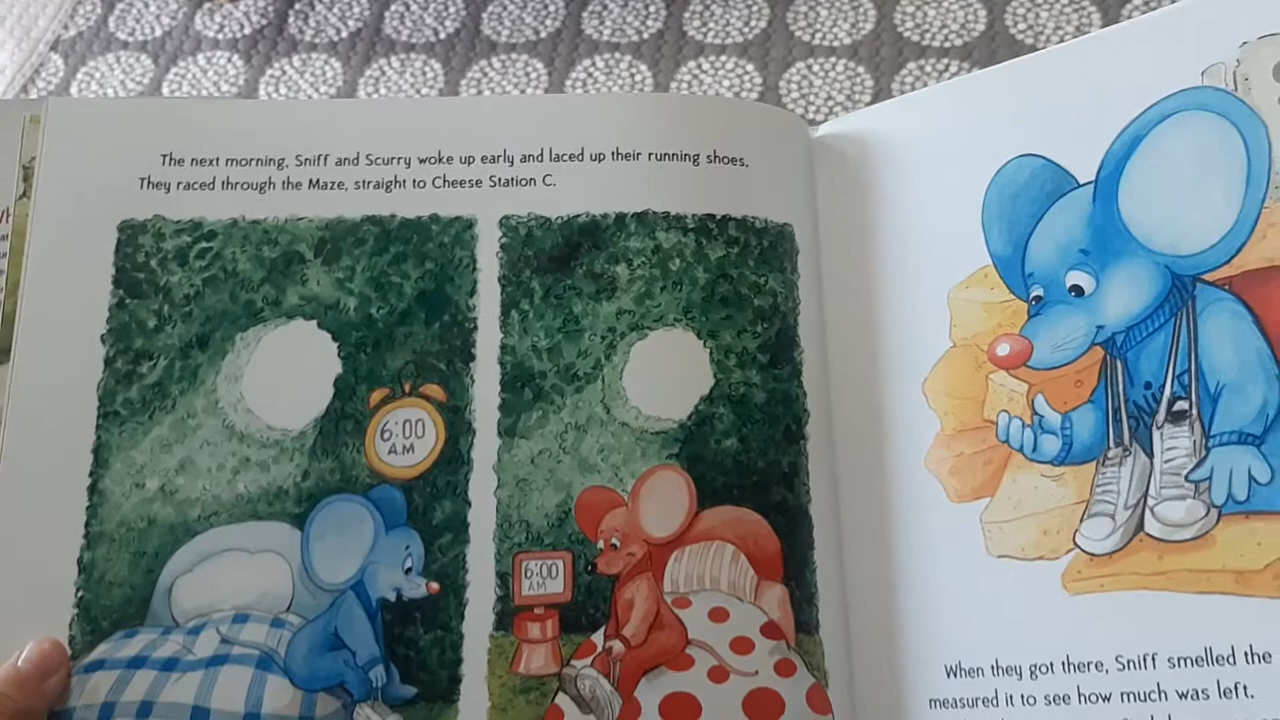 The next morning, Sniff and Scurry woke up early and laced up their running shoes.
They raced through the Maze, straight to Cheese Station C.
6:00
A.M
6:00
AM
When they got there, Sniff smelled the
measured it to see how much was left.